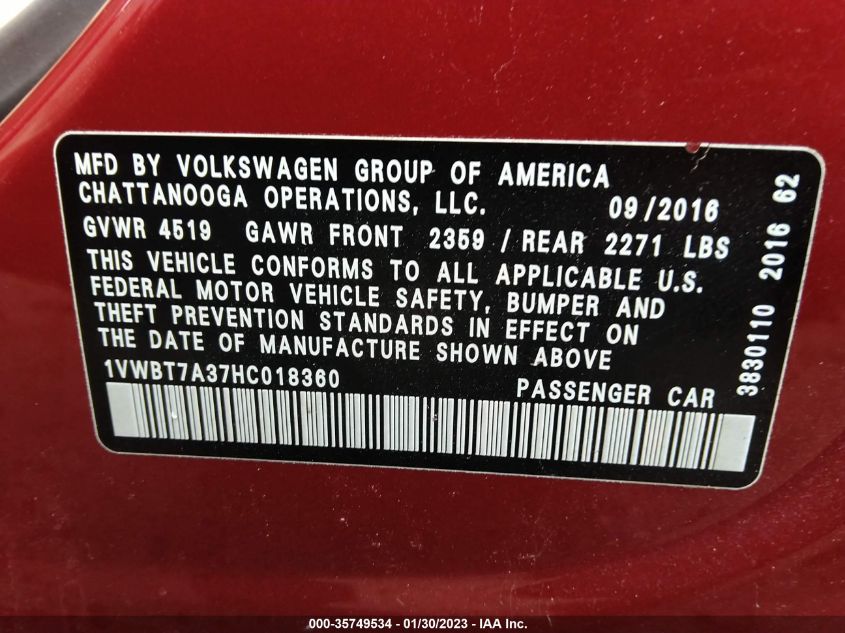 MFD BY VOLKSWAGEN GROUP OF AMERICA
CHATTANOOGA OPERATIONS, LLC. 09/2016
GVWR 4519 GAWR FRONT 2359 / REAR 2271 LBS
THIS VEHICLE CONFORMS TO ALL APPLICABLE U.S.
FEDERAL MOTOR VEHICLE SAFETY, BUMPER AND
THEFT PREVENTION STANDARDS IN EFFECT ON
THE DATE OF MANUFACTURE SHOWN ABOVE
1VWBT7A37HC018360 PASSENGER CAR
3830110 2016 62
000-35749534 - 01/30/2023 - IAA Inc.